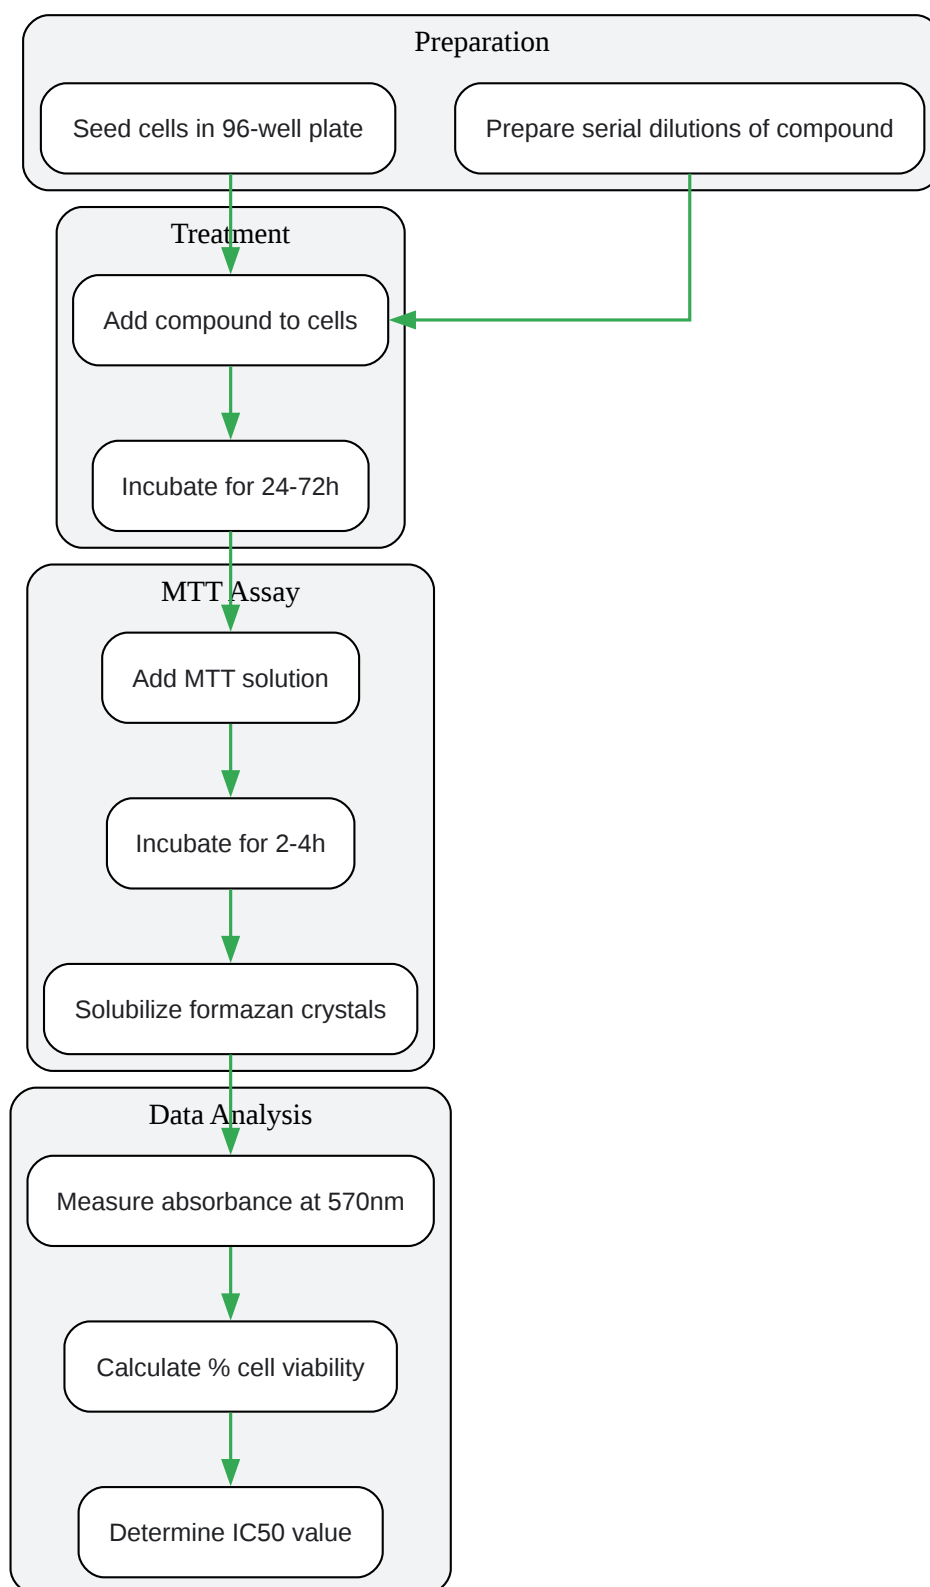 Preparation
Seed cells in 96-well plate
Prepare serial dilutions of compound
Treatment
Add compound to cells
Incubate for 24-72h
MTT Assay
Add MTT solution
Incubate for 2-4h
Solubilize formazan crystals
Data Analysis
Measure absorbance at 570nm
Calculate % cell viability
Determine IC50 value